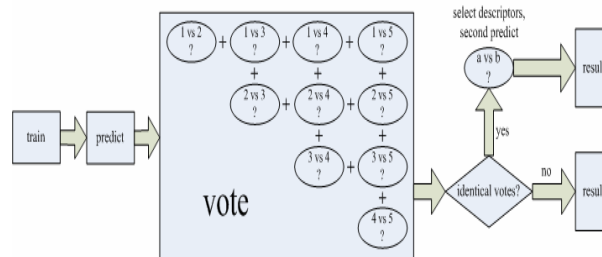 select descriptors,
second predict
1 vs 2
?
+
1 vs 3
?
+
1 vs 4
?
+
1 vs 5
?
+
+
+
2 vs 3
?
+
2 vs 4
?
+
2 vs 5
?
+
+
3 vs 4
?
+
3 vs 5
?
+
4 vs 5
?
vote
train
predict
identical votes?
yes
a vs b
?
result
no
result